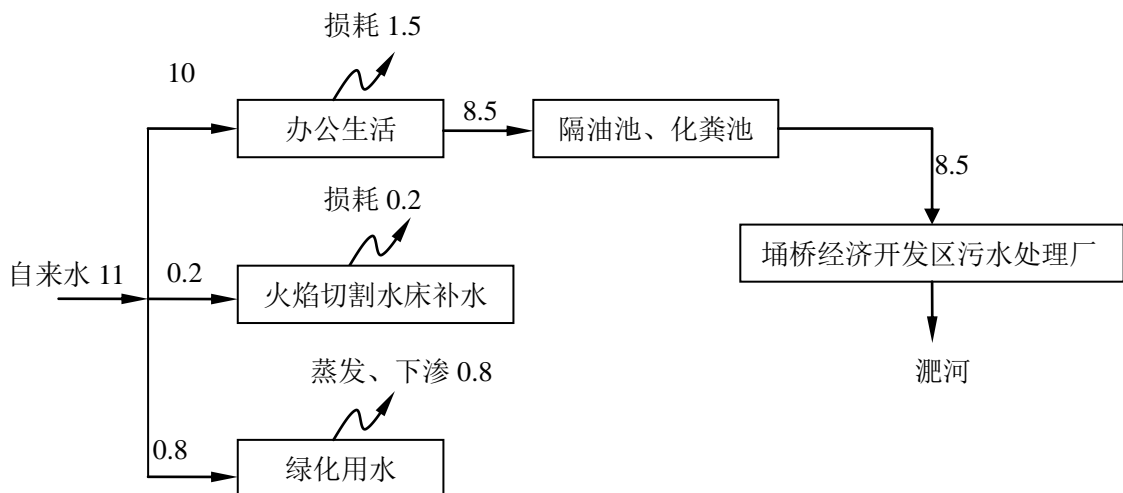 损耗 1.5
10
办公生活
8.5
隔油池、化粪池
8.5
损耗 0.2
埇桥经济开发区污水处理厂
自来水 11
0.2
火焰切割水床补水
蒸发、下渗 0.8
淝河
0.8
绿化用水